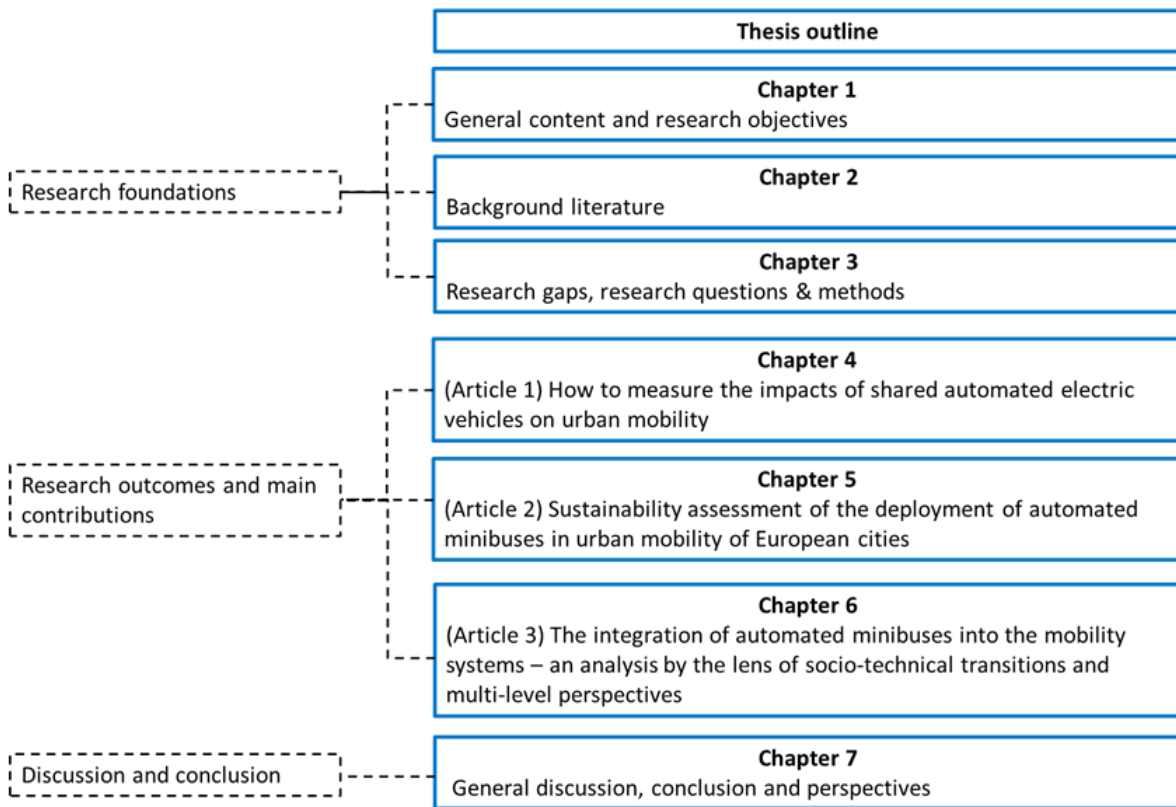 Thesis outline
Chapter 1
General content and research objectives
Research foundations
Chapter 2
Background literature
Chapter 3
Research gaps, research questions & methods
Chapter 4
(Article 1) How to measure the impacts of shared automated electric
vehicles on urban mobility
Research outcomes and main
contributions
Chapter 5
(Article 2) Sustainability assessment of the deployment of automated
minibuses in urban mobility of European cities
Chapter 6
(Article 3) The integration of automated minibuses into the mobility
systems – an analysis by the lens of socio-technical transitions and
multi-level perspectives
Discussion and conclusion
Chapter 7
General discussion, conclusion and perspectives